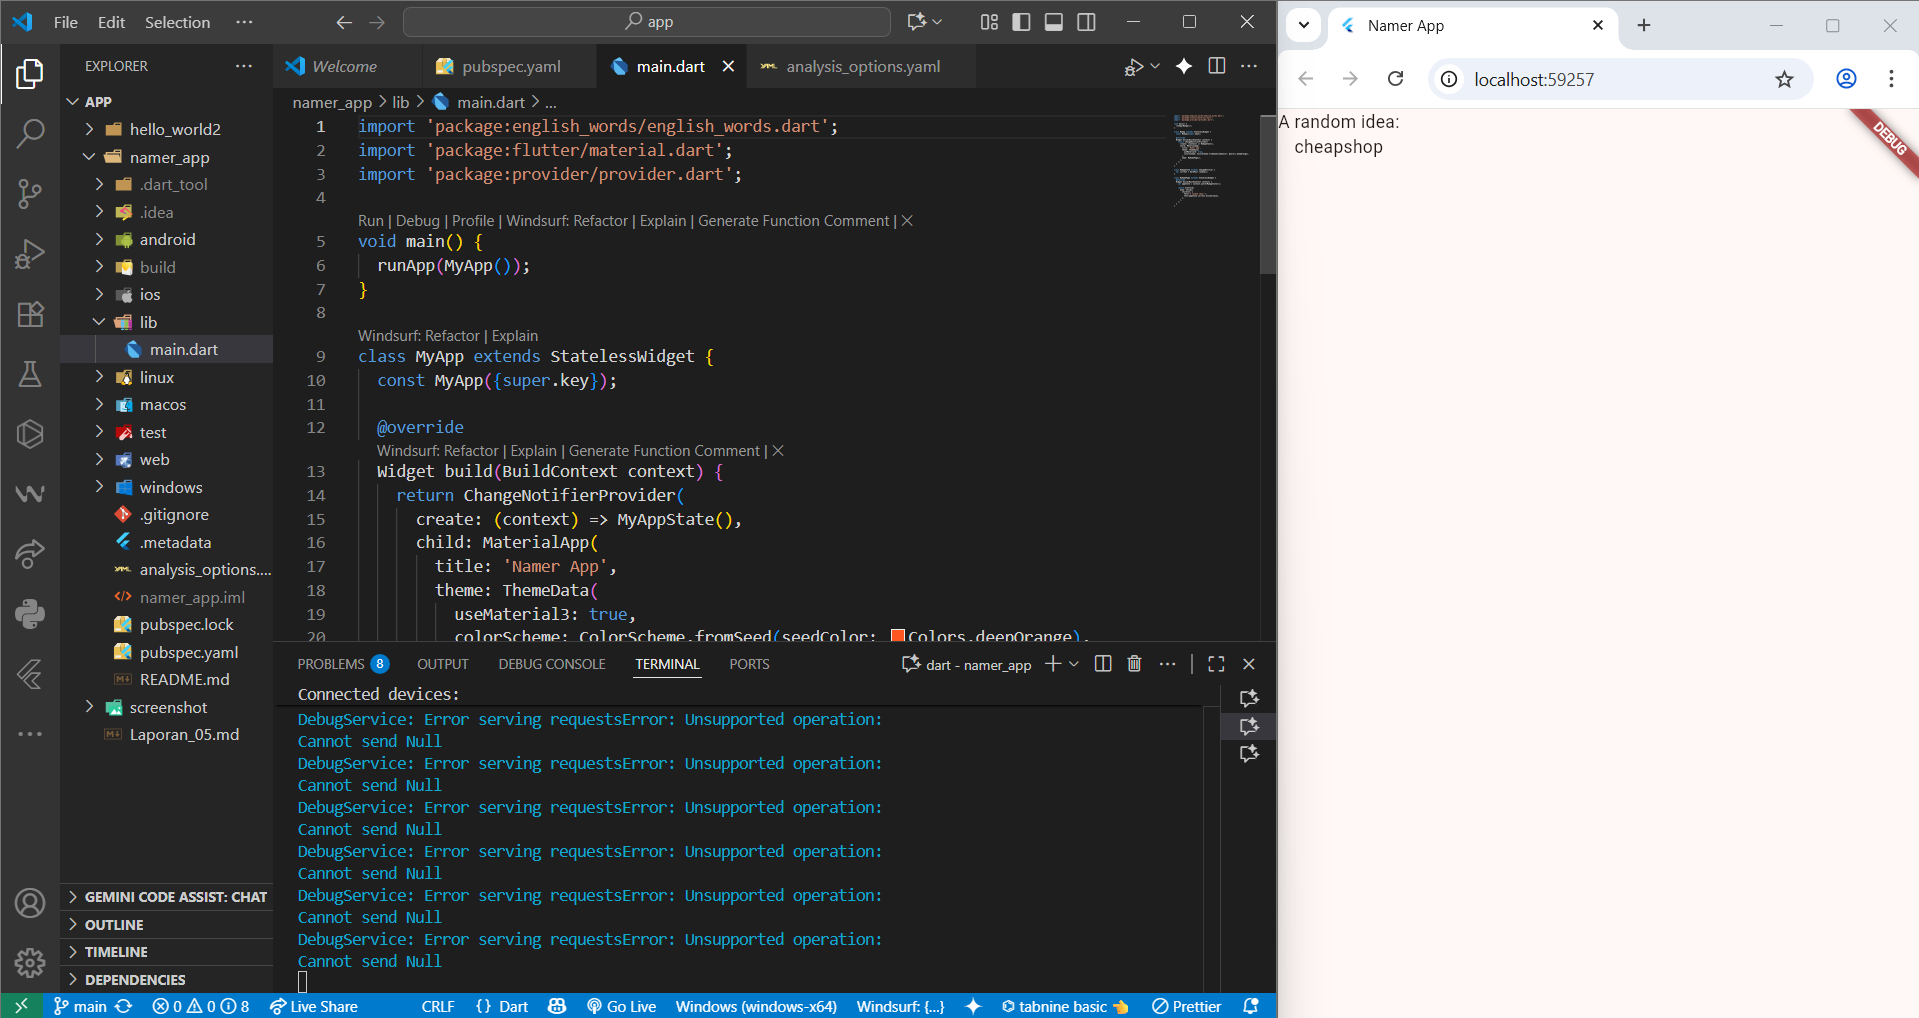 File Edit Selection ···
app
EXPLORER ···
APP
hello_world2
namer_app
.dart_tool
.idea
android
build
ios
lib
main.dart
linux
macos
test
web
windows
.gitignore
.metadata
analysis_options....
namer_app.iml
pubspec.lock
pubspec.yaml
README.md
screenshot
Laporan_05.md
GEMINI CODE ASSIST: CHAT
OUTLINE
TIMELINE
DEPENDENCIES
Welcome pubspec.yaml main.dart analysis_options.yaml
namer_app > lib > main.dart > ...
1 import 'package:english_words/english_words.dart';
2 import 'package:flutter/material.dart';
3 import 'package:provider/provider.dart';
4
Run | Debug | Profile | Windsurf: Refactor | Explain | Generate Function Comment | ×
5 void main() {
6 runApp(MyApp());
7 }
8
Windsurf: Refactor | Explain
9 class MyApp extends StatelessWidget {
10 const MyApp({super.key});
11
12 @override
Windsurf: Refactor | Explain | Generate Function Comment | ×
13 Widget build(BuildContext context) {
14 return ChangeNotifierProvider(
15 create: (context) => MyAppState(),
16 child: MaterialApp(
17 title: 'Namer App',
18 theme: ThemeData(
19 useMaterial3: true,
20 colorScheme: ColorScheme.fromSeed(seedColor: Colors.deepOrange),
PROBLEMS 8 OUTPUT DEBUG CONSOLE TERMINAL PORTS dart - namer_app
Connected devices:
DebugService: Error serving requestsError: Unsupported operation:
Cannot send Null
DebugService: Error serving requestsError: Unsupported operation:
Cannot send Null
DebugService: Error serving requestsError: Unsupported operation:
Cannot send Null
DebugService: Error serving requestsError: Unsupported operation:
Cannot send Null
DebugService: Error serving requestsError: Unsupported operation:
Cannot send Null
DebugService: Error serving requestsError: Unsupported operation:
Cannot send Null
main 0 0 8 Live Share CRLF {} Dart Go Live Windows (windows-x64) Windsurf: {...} tabnine basic Prettier
Namer App
localhost:59257
A random idea:
cheapshop
DEBUG